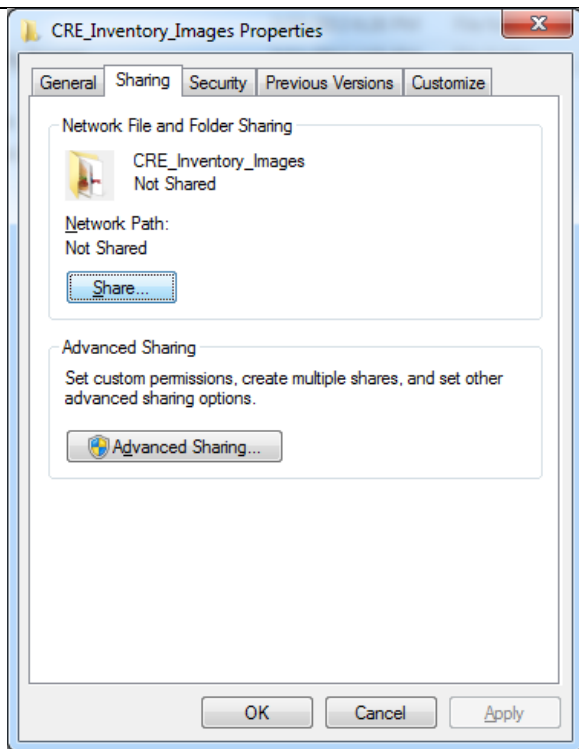 CRE_Inventory_Images Properties
General Sharing Security Previous Versions Customize
Network File and Folder Sharing
CRE_Inventory_Images
Not Shared
Network Path:
Not Shared
Share...
Advanced Sharing
Set custom permissions, create multiple shares, and set other
advanced sharing options.
Advanced Sharing...
OK Cancel Apply